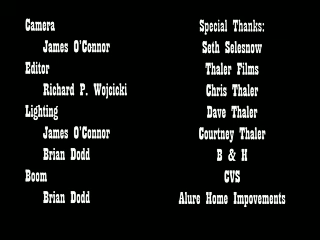 Camera
James O'Connor
Editor
Richard P. Wojcicki
Lighting
James O'Connor
Brian Dodd
Boom
Brian Dodd
Special Thanks:
Seth Selesnow
Thaler Films
Chris Thaler
Dave Thaler
Courtney Thaler
B & H
CVS
Alure Home Impovements